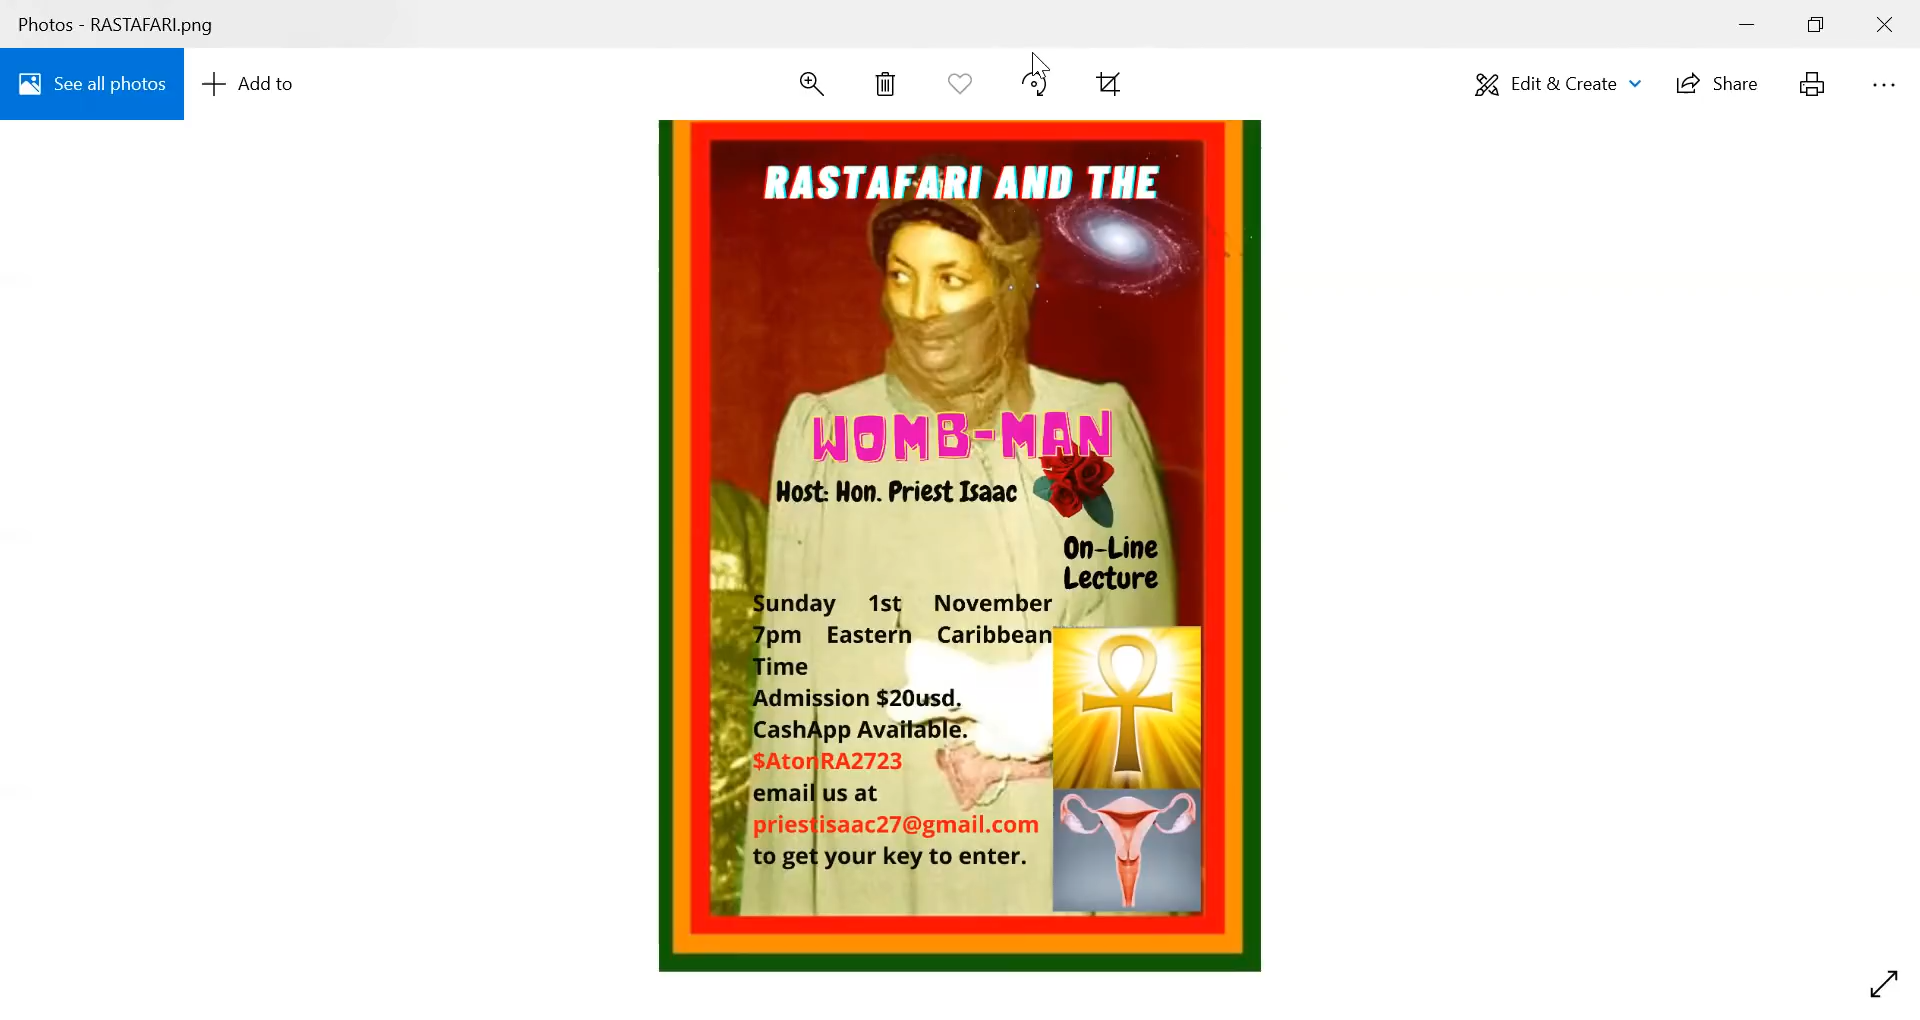 Photos - RASTAFARI.png
See all photos
Add to
Edit & Create
Share
RASTAFARI AND THE
WOMB-MAN
Host: Hon. Priest Isaac
On-Line
Lecture
Sunday 1st November
7pm Eastern Caribbean
Time
Admission $20usd.
CashApp Available.
$AtonRA2723
email us at
priestisaac27@gmail.com
to get your key to enter.